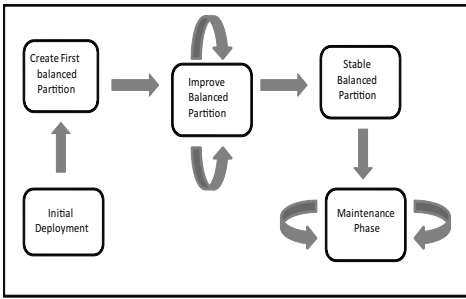 Create First
balanced
Partition
Improve
Balanced
Partition
Stable
Balanced
Partition
Initial
Deployment
Maintenance
Phase